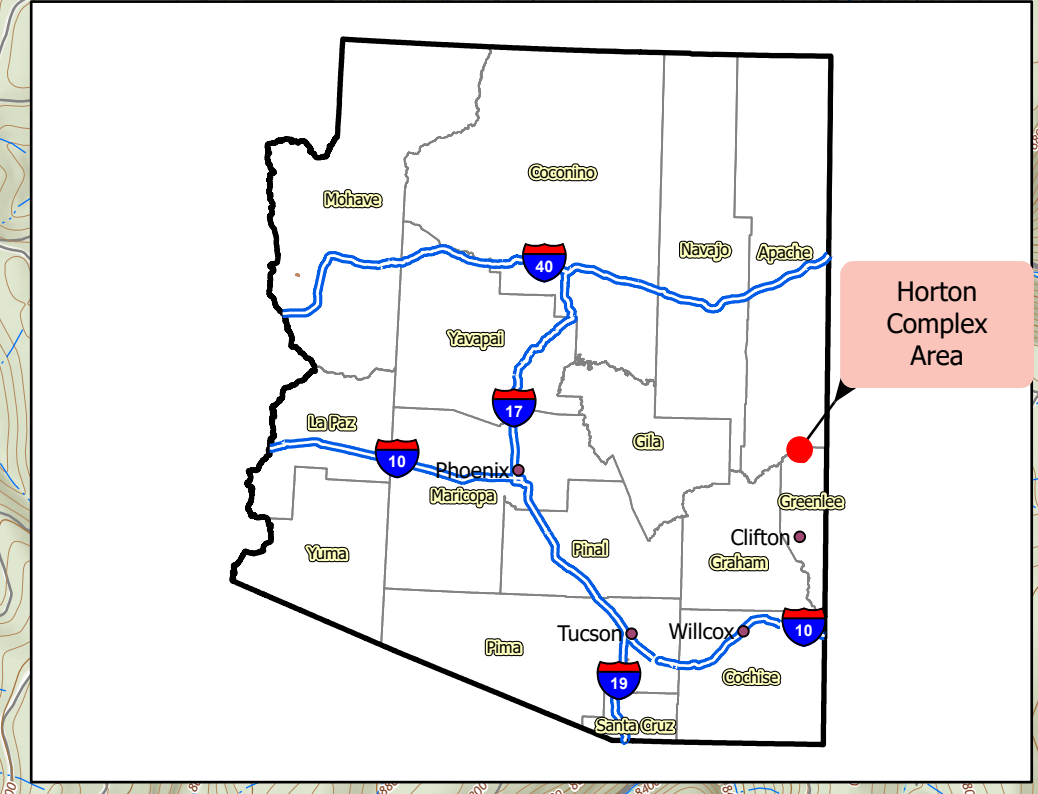 Coconino
Mohave
Navajo
Apache
40
Horton
Complex
Area
Yavapai
17
La Paz
Gila
10
Phoenix
Maricopa
Greenlee
Clifton
Yuma
Pinal
Graham
Tucson
Willcox
10
Pima
19
Cochise
Santa Cruz